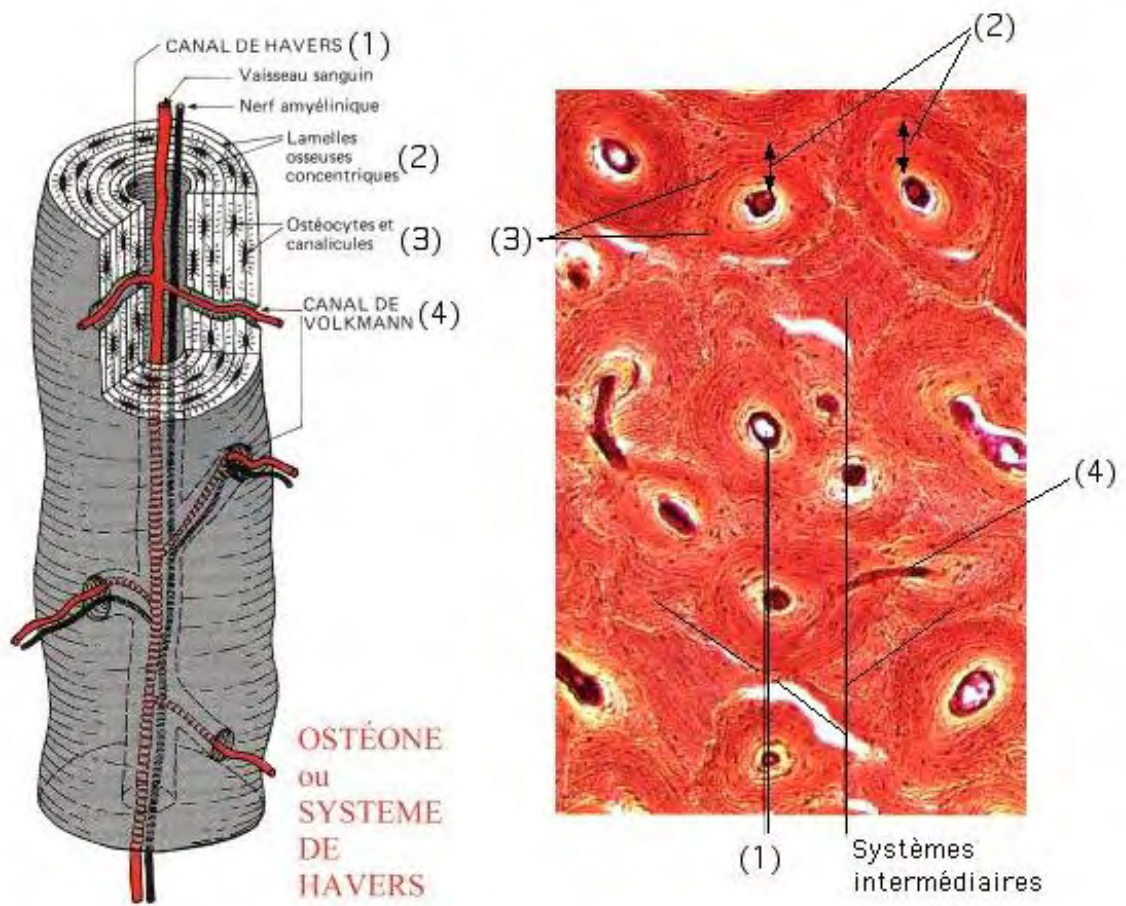 CANAL DE HAVERS (1)
Vaisseau sanguin
Nerf amyélinique
Lamelles
osseuses
concentriques (2)
Ostéocytes et
canalicules (3)
CANAL DE
VOLKMANN (4)
OSTÉONE
ou
SYSTEME
DE
HAVERS
(2)
(3)
(4)
(1)
Systèmes
intermédiaires